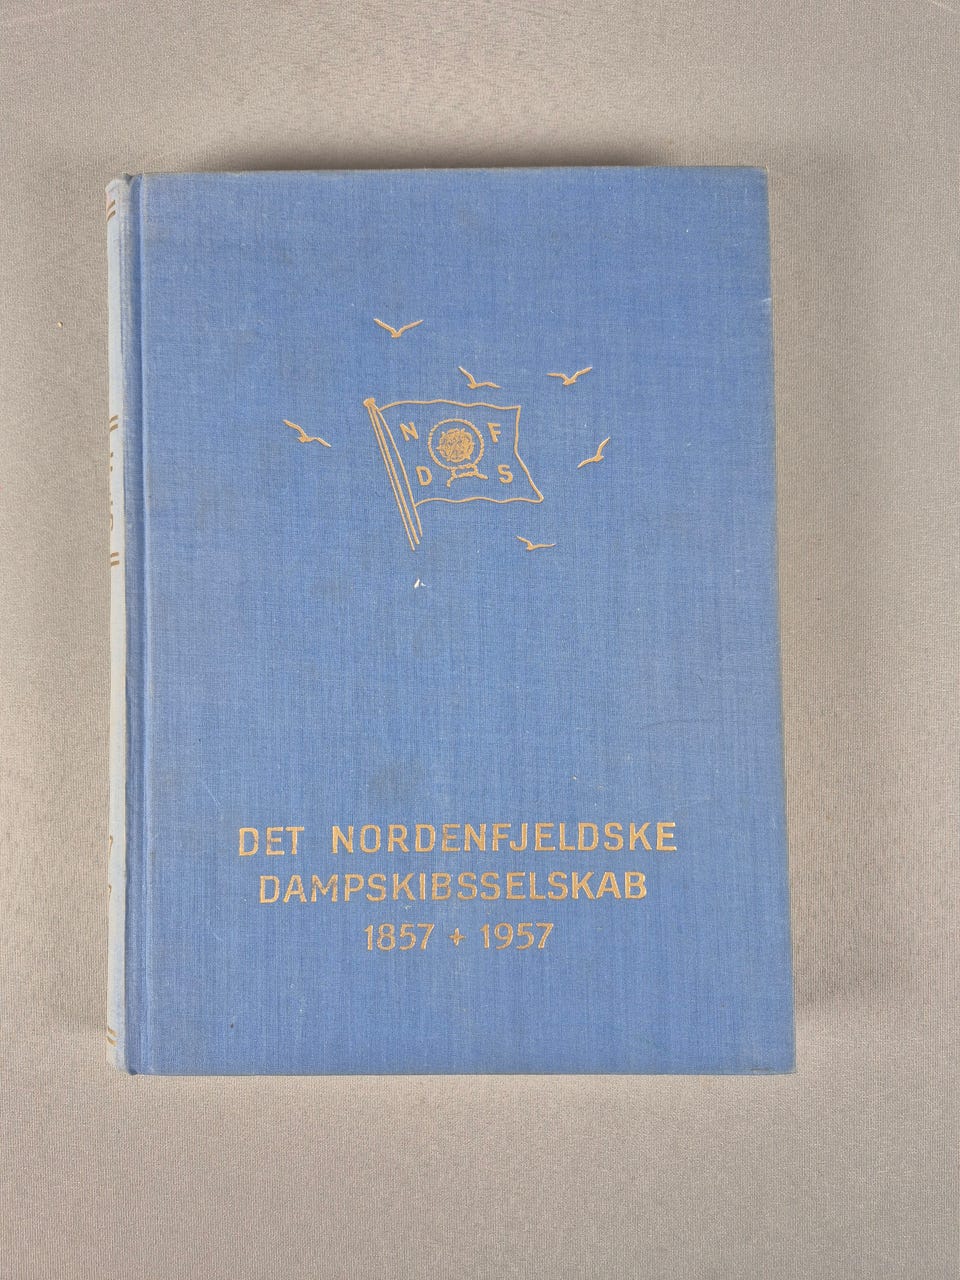 N F
D S
DET NORDENFJELDSKE
DAMPSKIBSSELSKAB
1857 + 1957